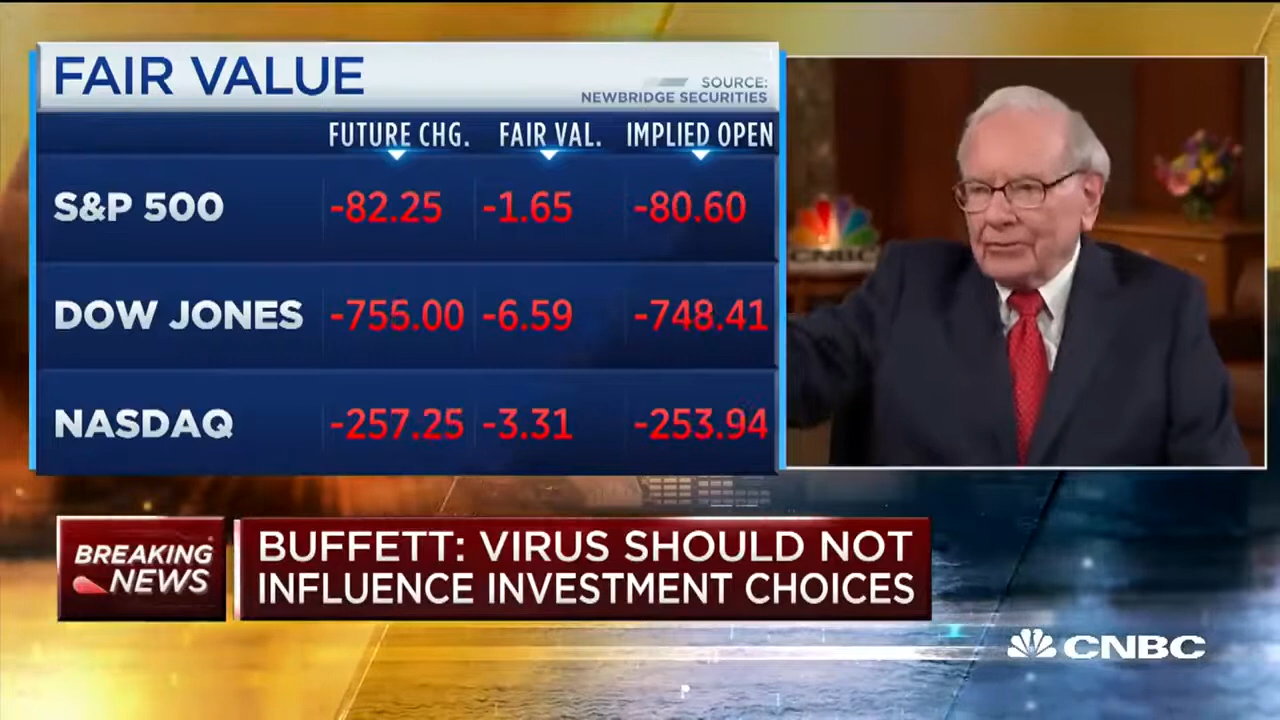 FAIR VALUE
SOURCE:
NEWBRIDGE SECURITIES
FUTURE CHG. FAIR VAL. IMPLIED OPEN
S&P 500 -82.25 -1.65 -80.60
DOW JONES -755.00 -6.59 -748.41
NASDAQ -257.25 -3.31 -253.94
CNBC
BREAKING
NEWS
BUFFETT: VIRUS SHOULD NOT
INFLUENCE INVESTMENT CHOICES
CNBC
P